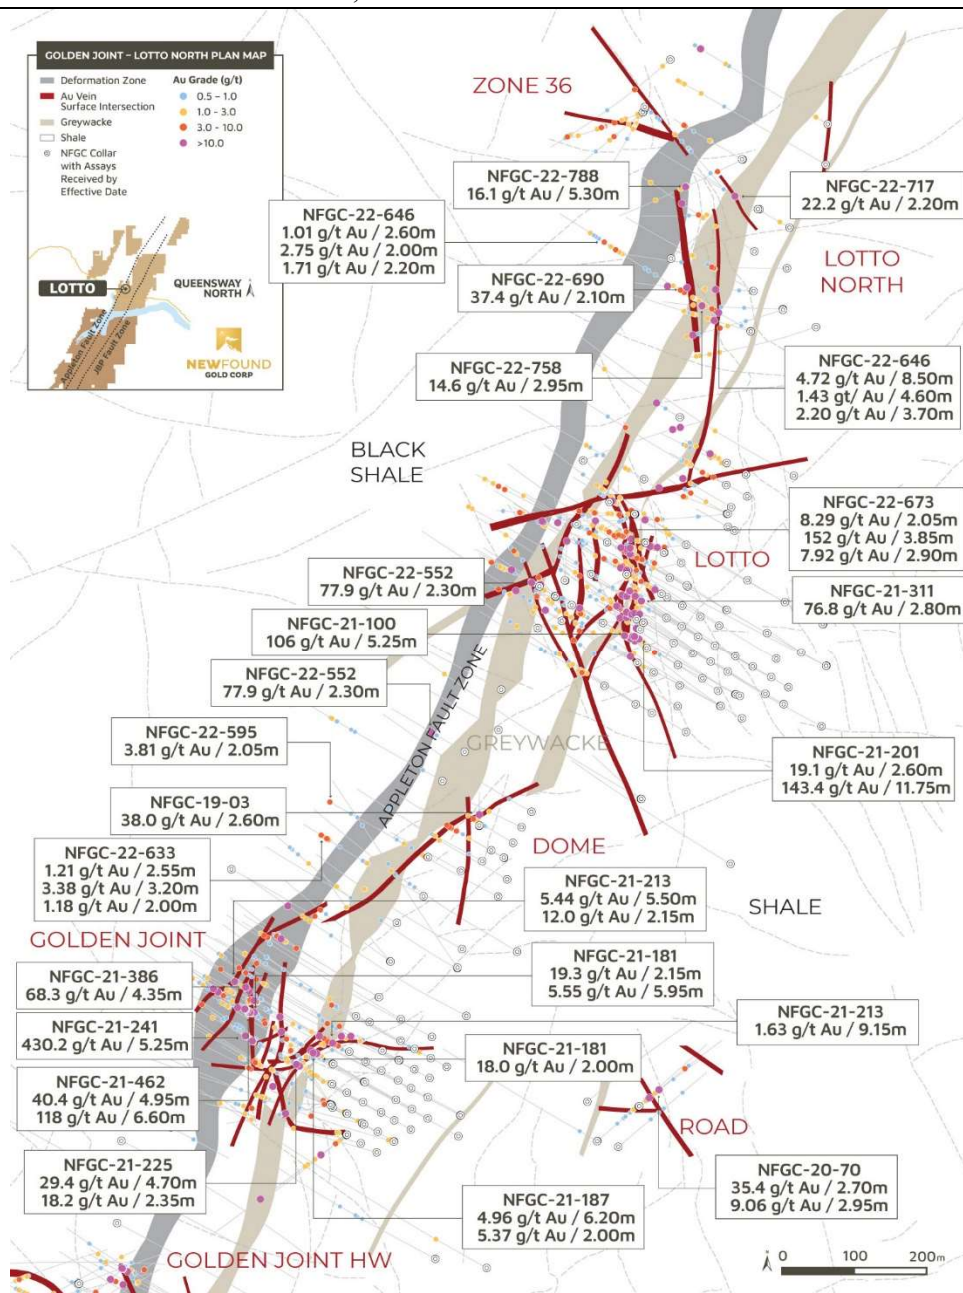 GOLDEN JOINT – LOTTO NORTH PLAN MAP
Deformation Zone
Au Vein
Surface Intersection
Greywacke
Shale
NFGC Collar
with Assays
Received by
Effective Date
Au Grade (g/t)
0.5 – 1.0
1.0 – 3.0
3.0 – 10.0
>10.0
LOTTO
QUEENSWAY
NORTH
Appleton Fault Zone
JBP Fault Zone
NEWFOUND
GOLD CORP
ZONE 36
NFGC-22-788
16.1 g/t Au / 5.30m
NFGC-22-717
22.2 g/t Au / 2.20m
NFGC-22-646
1.01 g/t Au / 2.60m
2.75 g/t Au / 2.00m
1.71 g/t Au / 2.20m
LOTTO
NORTH
NFGC-22-690
37.4 g/t Au / 2.10m
NFGC-22-758
14.6 g/t Au / 2.95m
NFGC-22-646
4.72 g/t Au / 8.50m
1.43 gt/ Au / 4.60m
2.20 g/t Au / 3.70m
BLACK
SHALE
NFGC-22-673
8.29 g/t Au / 2.05m
152 g/t Au / 3.85m
7.92 g/t Au / 2.90m
LOTTO
NFGC-22-552
77.9 g/t Au / 2.30m
NFGC-21-311
76.8 g/t Au / 2.80m
NFGC-21-100
106 g/t Au / 5.25m
NFGC-22-552
77.9 g/t Au / 2.30m
APPLETON FAULT ZONE
GREYWACKE
NFGC-22-595
3.81 g/t Au / 2.05m
NFGC-21-201
19.1 g/t Au / 2.60m
143.4 g/t Au / 11.75m
NFGC-19-03
38.0 g/t Au / 2.60m
DOME
NFGC-22-633
1.21 g/t Au / 2.55m
3.38 g/t Au / 3.20m
1.18 g/t Au / 2.00m
NFGC-21-213
5.44 g/t Au / 5.50m
12.0 g/t Au / 2.15m
SHALE
GOLDEN JOINT
NFGC-21-181
19.3 g/t Au / 2.15m
5.55 g/t Au / 5.95m
NFGC-21-386
68.3 g/t Au / 4.35m
NFGC-21-213
1.63 g/t Au / 9.15m
NFGC-21-241
430.2 g/t Au / 5.25m
NFGC-21-181
18.0 g/t Au / 2.00m
NFGC-21-462
40.4 g/t Au / 4.95m
118 g/t Au / 6.60m
ROAD
NFGC-21-225
29.4 g/t Au / 4.70m
18.2 g/t Au / 2.35m
NFGC-20-70
35.4 g/t Au / 2.70m
9.06 g/t Au / 2.95m
NFGC-21-187
4.96 g/t Au / 6.20m
5.37 g/t Au / 2.00m
GOLDEN JOINT HW
0 100 200m